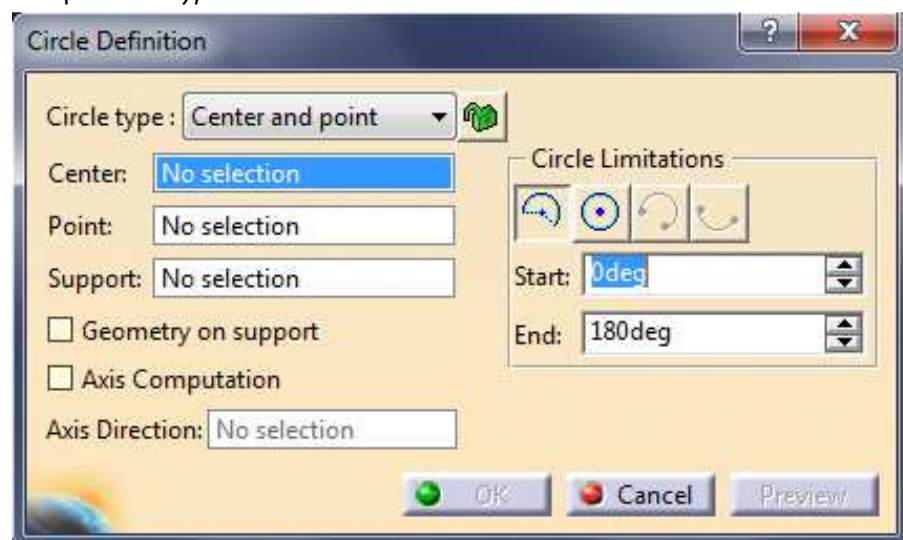 Circle Definition
?
X
Circle type : Center and point
Center: No selection
Point: No selection
Support: No selection
Geometry on support
Axis Computation
Axis Direction: No selection
Circle Limitations
Start: 0deg
End: 180deg
OK
Cancel
Preview